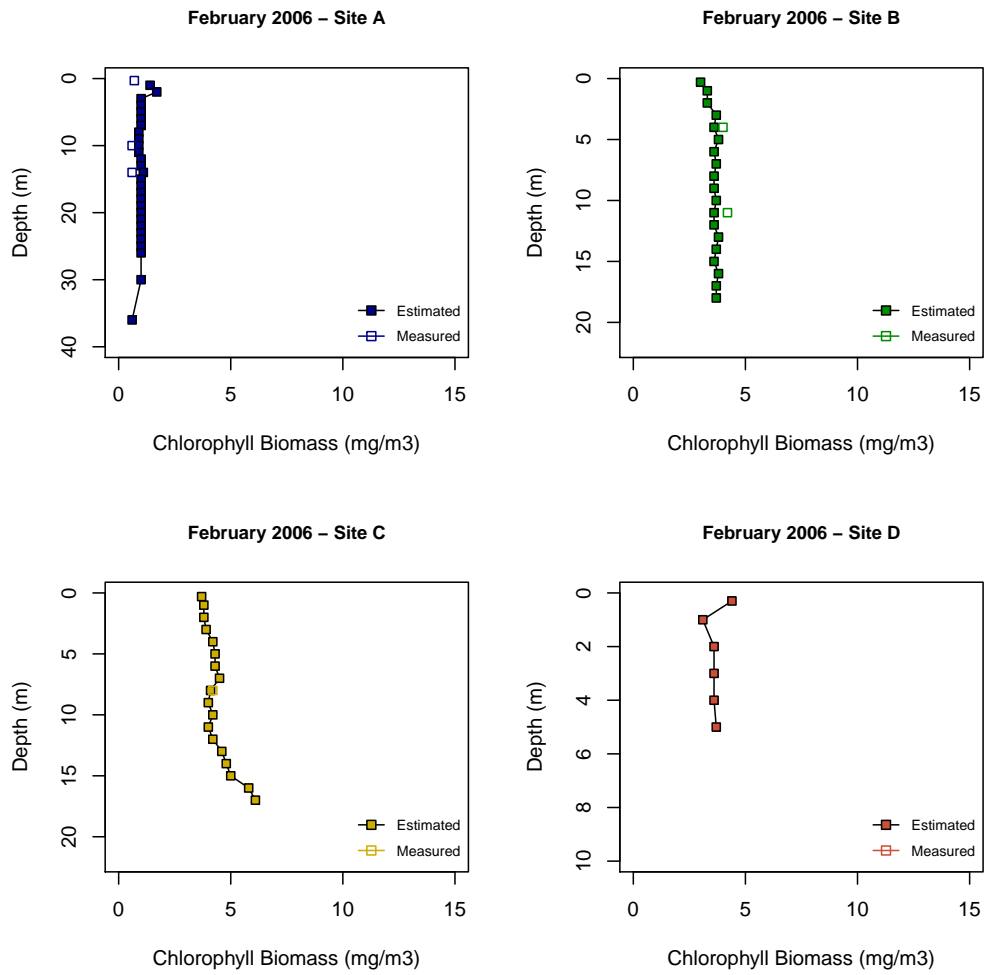 February 2006 – Site A
0
10
20
30
40
Depth (m)
Estimated
Measured
0 5 10 15
Chlorophyll Biomass (mg/m3)
February 2006 – Site B
0
5
10
15
20
Depth (m)
Estimated
Measured
0 5 10 15
Chlorophyll Biomass (mg/m3)
February 2006 – Site C
0
5
10
15
20
Depth (m)
Estimated
Measured
0 5 10 15
Chlorophyll Biomass (mg/m3)
February 2006 – Site D
0
2
4
6
8
10
Depth (m)
Estimated
Measured
0 5 10 15
Chlorophyll Biomass (mg/m3)